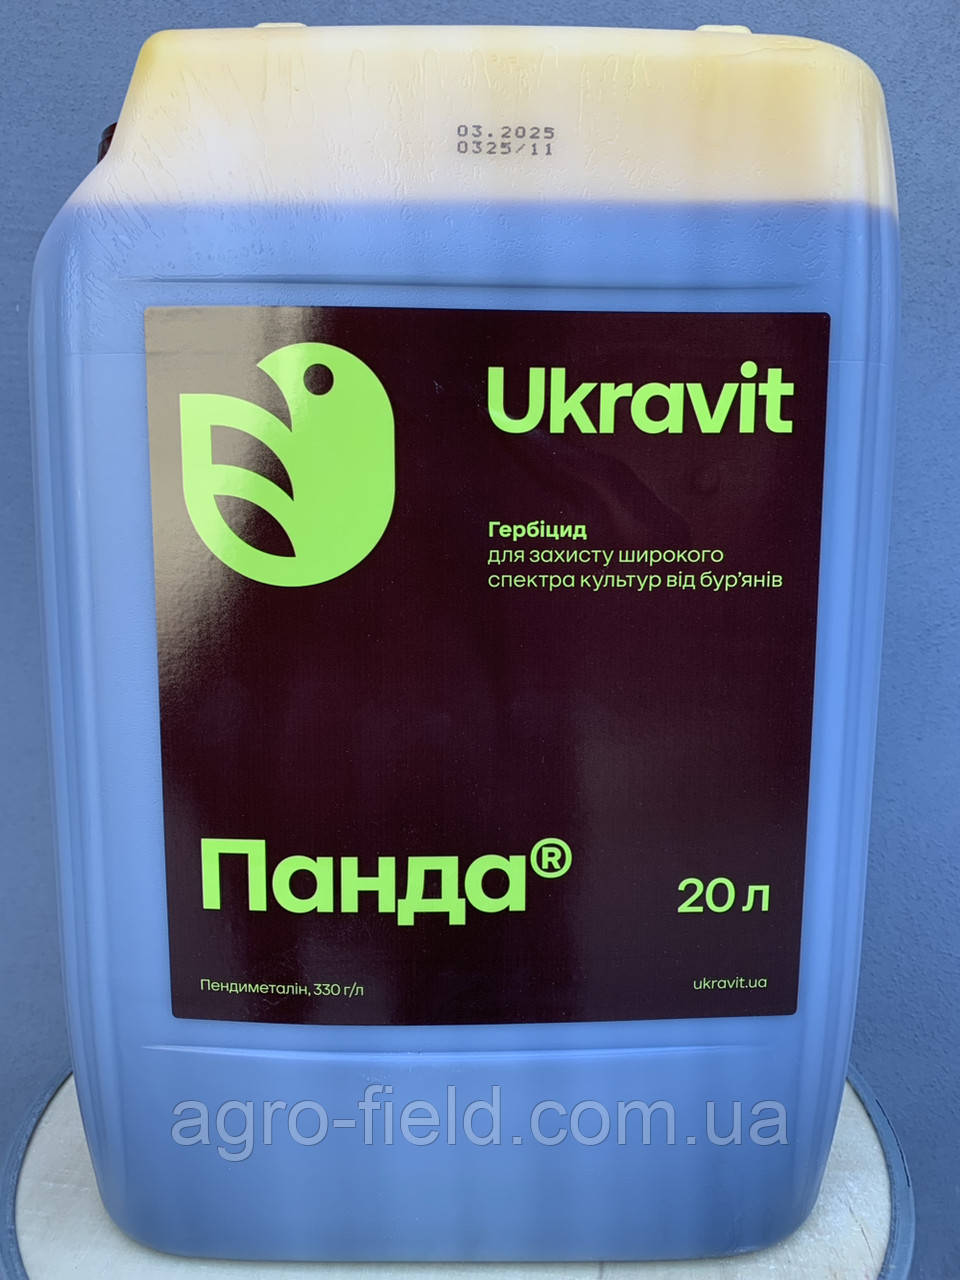 03.2025
0325/11
Ukravit
Гербіцид
для захисту широкого
спектра культур від бур’янів
Панда®
20 л
Пендиметалін, 330 г/л
ukravit.ua
agro-field.com.ua